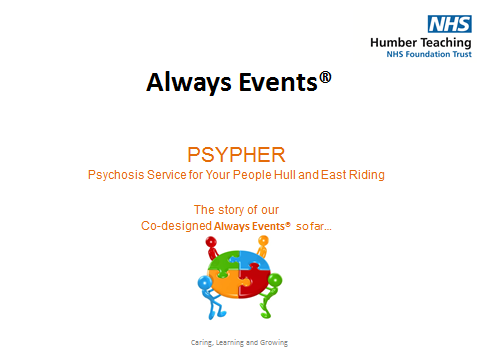 NHS
Humber Teaching
NHS Foundation Trust
Always Events®
PSYPHER
Psychosis Service for Your People Hull and East Riding
The story of our
Co-designed Always Events® so far...
Caring, Learning and Growing